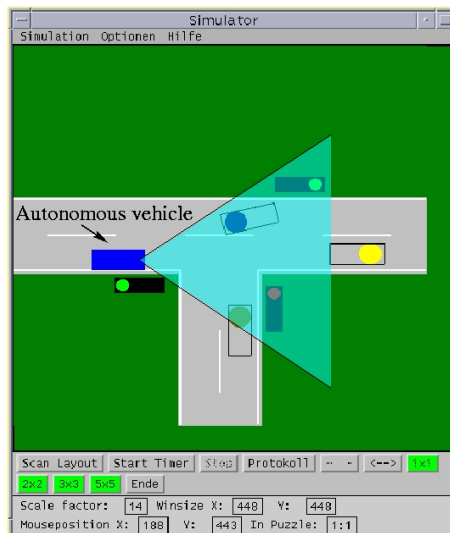 Simulator
Simulation Optionen Hilfe
Autonomous vehicle
Scan Layout Start Timer Stop Protokoll - - <--> 1x1
2x2 3x3 5x5 Ende
Scale factor: 14 Winsize X: 448 Y: 448
Mouseposition X: 188 Y: 443 In Puzzle: 1:1